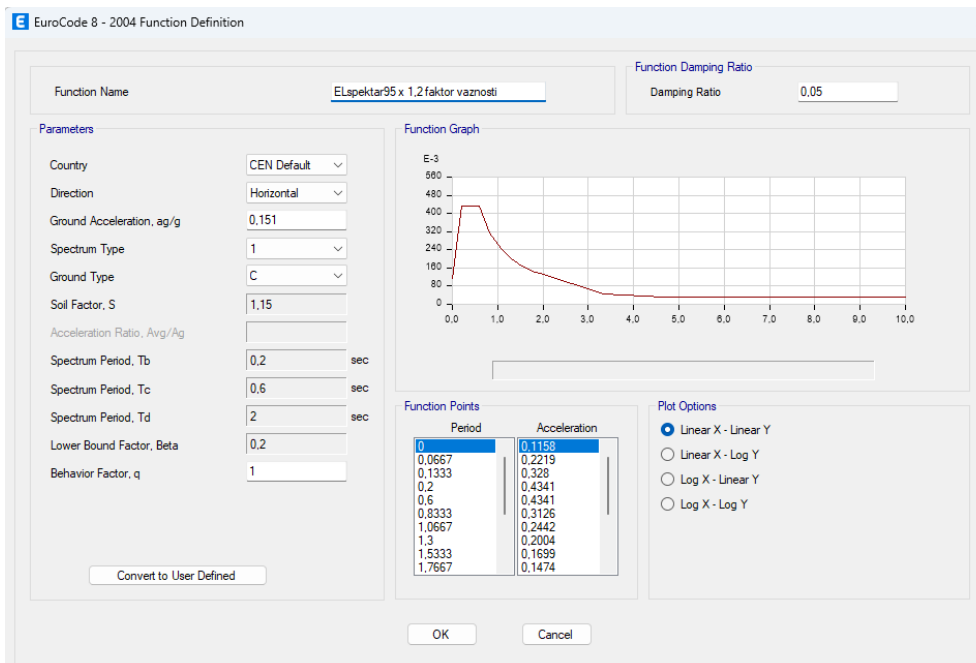 E EuroCode 8 - 2004 Function Definition
Function Name
ELspektar95 x 1,2 faktor vaznosti
Function Damping Ratio
Damping Ratio
0,05
Parameters
Country
CEN Default
Direction
Horizontal
Ground Acceleration, ag/g
0,151
Spectrum Type
1
Ground Type
C
Soil Factor, S
1,15
Acceleration Ratio, Avg/Ag
Spectrum Period, Tb
0,2
sec
Spectrum Period, Tc
0,6
sec
Spectrum Period, Td
2
sec
Lower Bound Factor, Beta
0,2
Behavior Factor, q
1
Convert to User Defined
Function Graph
E-3
560
480
400
320
240
160
80
0
0,0 1,0 2,0 3,0 4,0 5,0 6,0 7,0 8,0 9,0 10,0
Function Points
Period Acceleration
0 0,1158
0,0667 0,2219
0,1333 0,328
0,2 0,4341
0,6 0,4341
0,8333 0,3126
1,0667 0,2442
1,3 0,2004
1,5333 0,1699
1,7667 0,1474
Plot Options
Linear X - Linear Y
Linear X - Log Y
Log X - Linear Y
Log X - Log Y
OK
Cancel